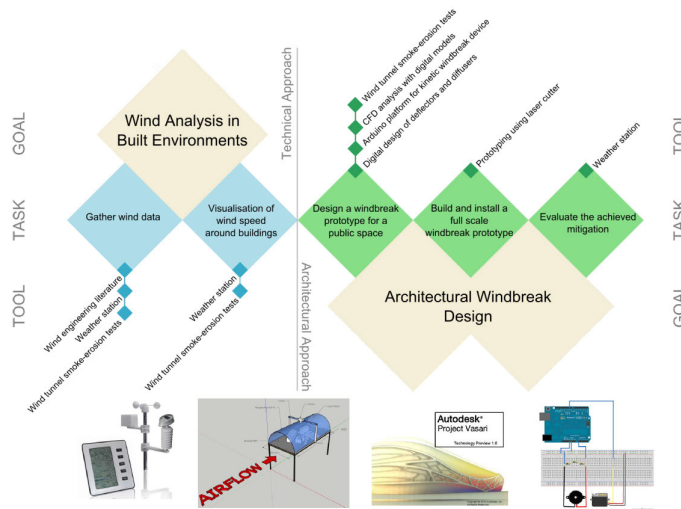 GOAL
TASK
TOOL
Wind Analysis in
Built Environments
Gather wind data
Visualisation of
wind speed
around buildings
Wind engineering literature
Weather station
Wind tunnel smoke-erosion tests
Weather station
Wind tunnel smoke-erosion tests
Technical Approach
Architectural Approach
Wind tunnel smoke-erosion tests
CFD analysis with digital models
Arduino platform for kinetic windbreak device
Digital design of deflectors and diffusers
Prototyping using laser cutter
Weather station
Design a windbreak
prototype for a
public space
Build and install a
full scale
windbreak prototype
Evaluate the achieved
mitigation
Architectural Windbreak
Design
TOOL
TASK
GOAL
AIRFLOW
Autodesk®
Project Vasari
Technology Preview 1.0